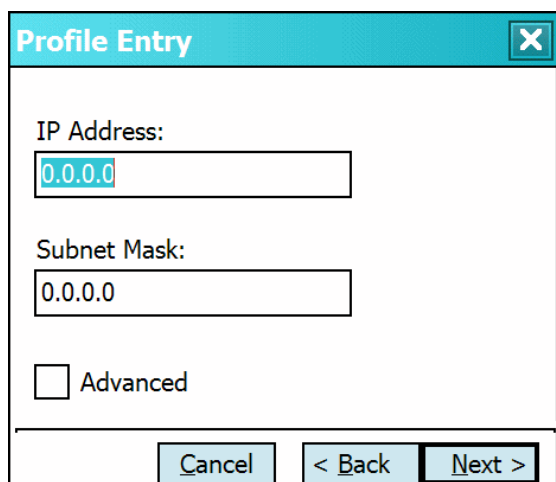 Profile Entry
IP Address:
0.0.0.0
Subnet Mask:
0.0.0.0
Advanced
Cancel < Back Next >